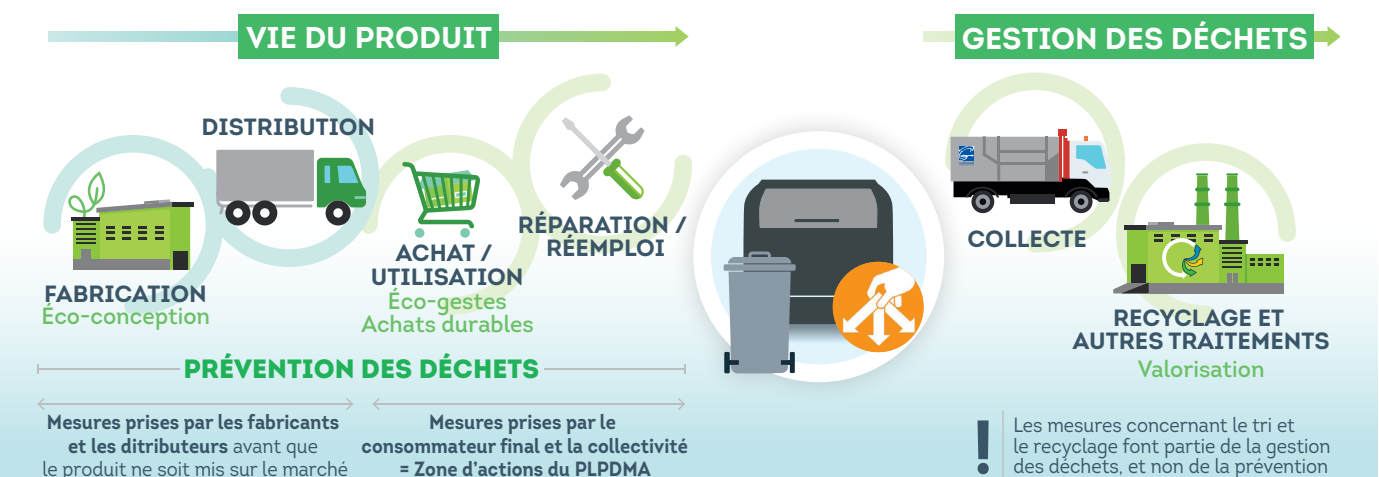 VIE DU PRODUIT
GESTION DES DÉCHETS
DISTRIBUTION
FABRICATION
Éco-conception
ACHAT /
UTILISATION
Éco-gestes
Achats durables
RÉPARATION /
RÉEMPLOI
COLLECTE
RECYCLAGE ET
AUTRES TRAITEMENTS
Valorisation
PRÉVENTION DES DÉCHETS
Mesures prises par les fabricants
et les ditributeurs avant que
le produit ne soit mis sur le marché
Mesures prises par le
consommateur final et la collectivité
= Zone d'actions du PLPDMA
! Les mesures concernant le tri et
le recyclage font partie de la gestion
des déchets, et non de la prévention